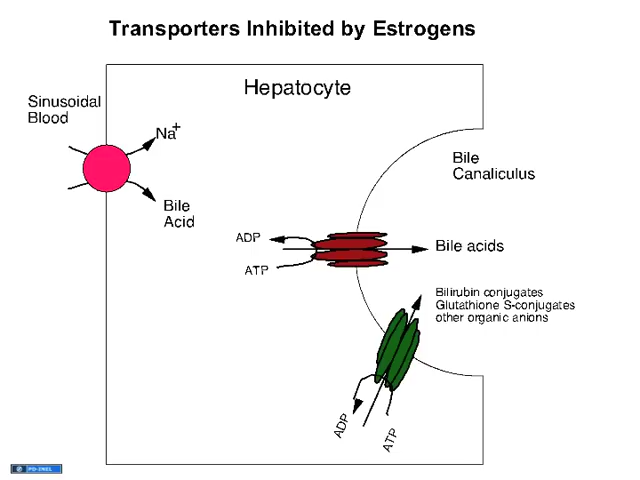 Transporters Inhibited by Estrogens
Hepatocyte
Sinusoidal
Blood
Na+
Bile
Acid
Bile
Canaliculus
ADP
ATP
Bile acids
Bilirubin conjugates
Glutathione S-conjugates
other organic anions
ADP
ATP